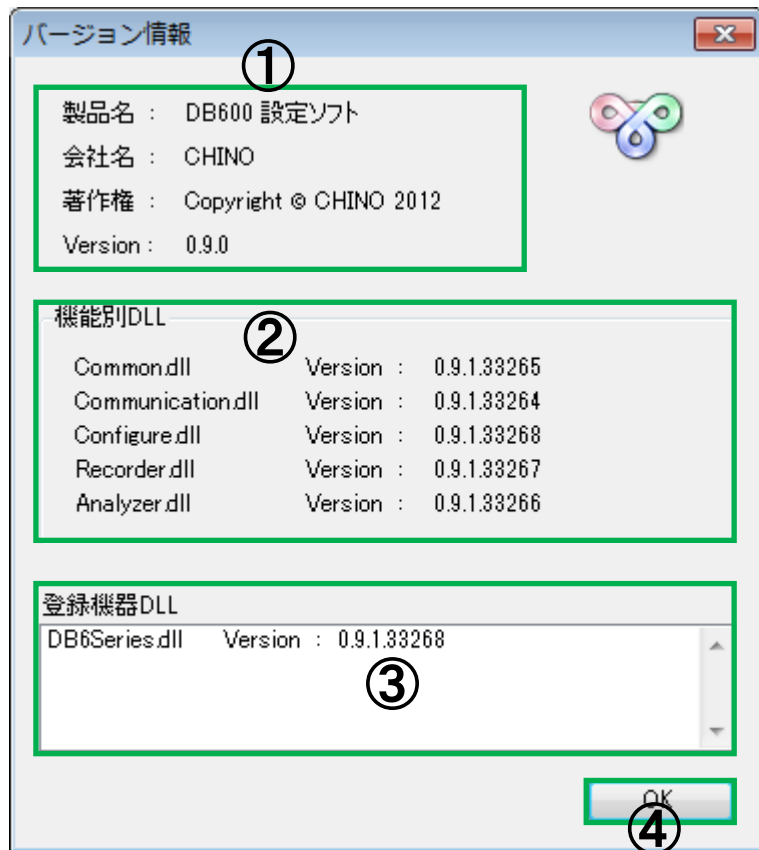 バージョン情報
①
製品名 : DB600 設定ソフト
会社名 : CHINO
著作権 : Copyright © CHINO 2012
Version : 0.9.0
機能別DLL
②
Common.dll Version : 0.9.1.33265
Communication.dll Version : 0.9.1.33264
Configure.dll Version : 0.9.1.33268
Recorder.dll Version : 0.9.1.33267
Analyzer.dll Version : 0.9.1.33266
登録機器DLL
DB6Series.dll Version : 0.9.1.33268
③
OK
④